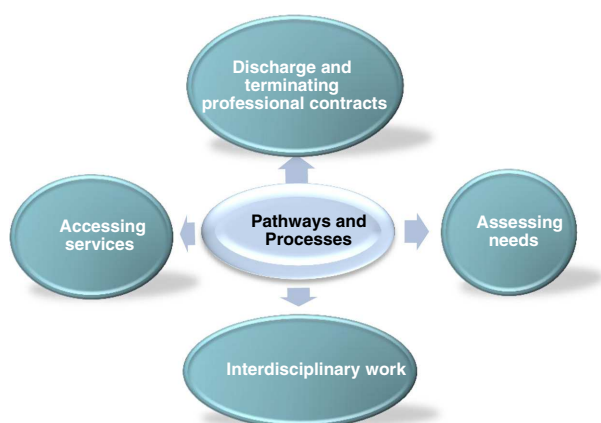 Discharge and
terminating
professional contracts
Accessing
services
Pathways and
Processes
Assessing
needs
Interdisciplinary work